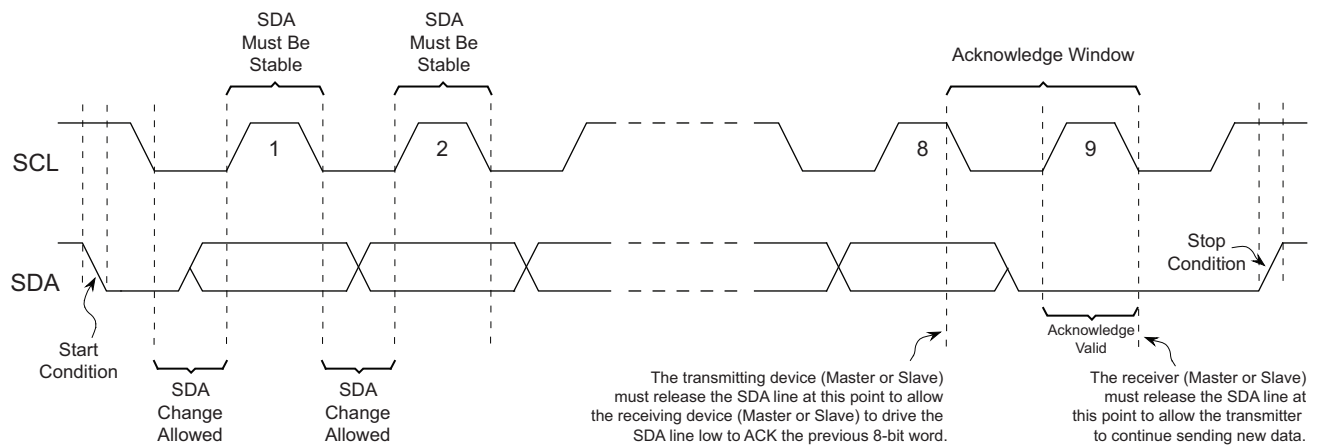 SDA
Must Be
Stable
SDA
Must Be
Stable
Acknowledge Window
SCL
1
2
8
9
SDA
Stop
Condition
Start
Condition
Acknowledge
Valid
SDA
Change
Allowed
SDA
Change
Allowed
The transmitting device (Master or Slave)
must release the SDA line at this point to allow
the receiving device (Master or Slave) to drive the
SDA line low to ACK the previous 8-bit word.
The receiver (Master or Slave)
must release the SDA line at
this point to allow the transmitter
to continue sending new data.